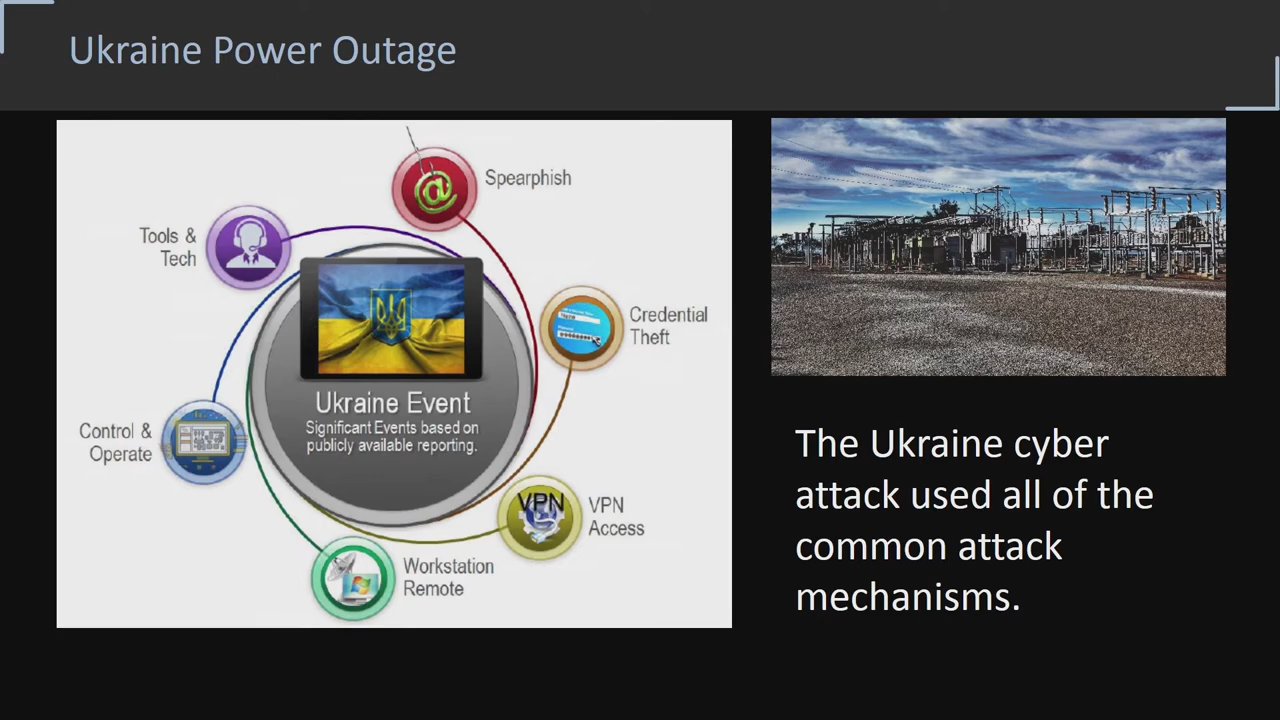 Ukraine Power Outage
Spearphish
Tools &
Tech
Credential
Theft
Ukraine Event
Significant Events based on
publicly available reporting.
Control &
Operate
VPN
VPN
Access
Workstation
Remote
The Ukraine cyber
attack used all of the
common attack
mechanisms.